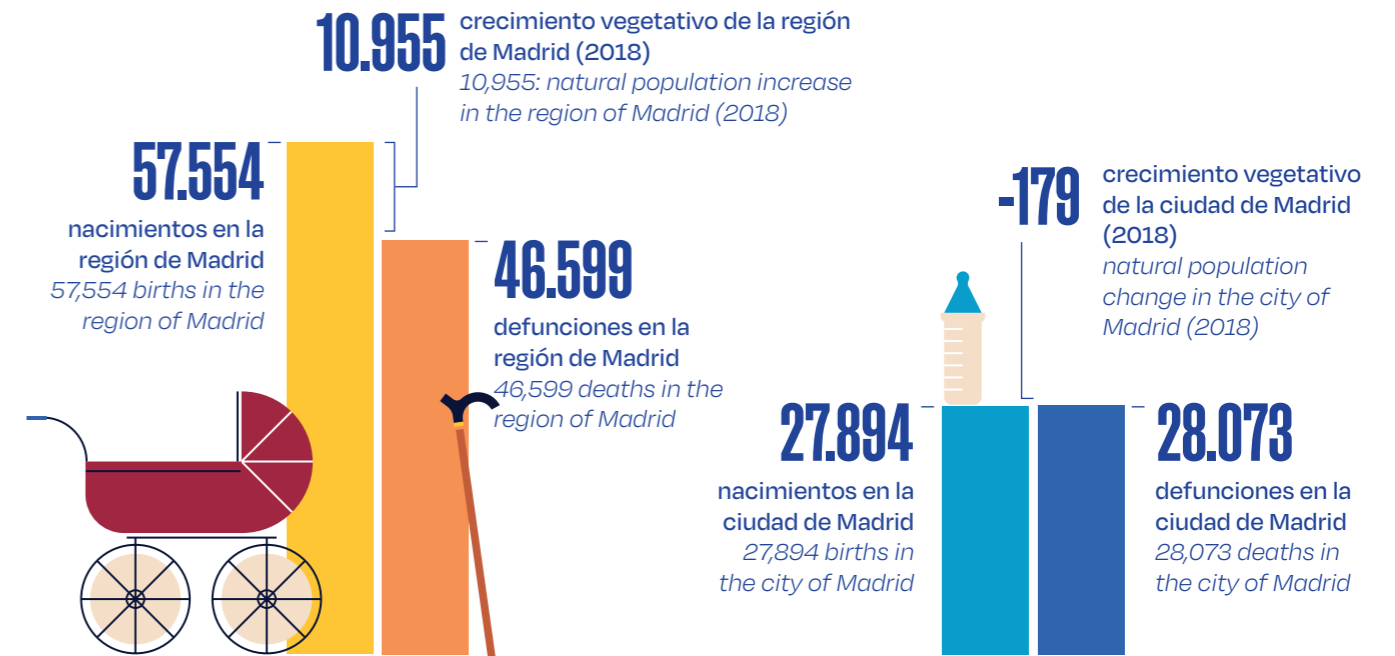 10.955
crecimiento vegetativo de la región
de Madrid (2018)
10,955: natural population increase
in the region of Madrid (2018)
57.554
nacimientos en la
región de Madrid
57,554 births in the
region of Madrid
46.599
defunciones en la
región de Madrid
46,599 deaths in the
region of Madrid
-179
crecimiento vegetativo
de la ciudad de Madrid
(2018)
natural population
change in the city of
Madrid (2018)
27.894
nacimientos en la
ciudad de Madrid
27,894 births in
the city of Madrid
28.073
defunciones en la
ciudad de Madrid
28,073 deaths in
the city of Madrid